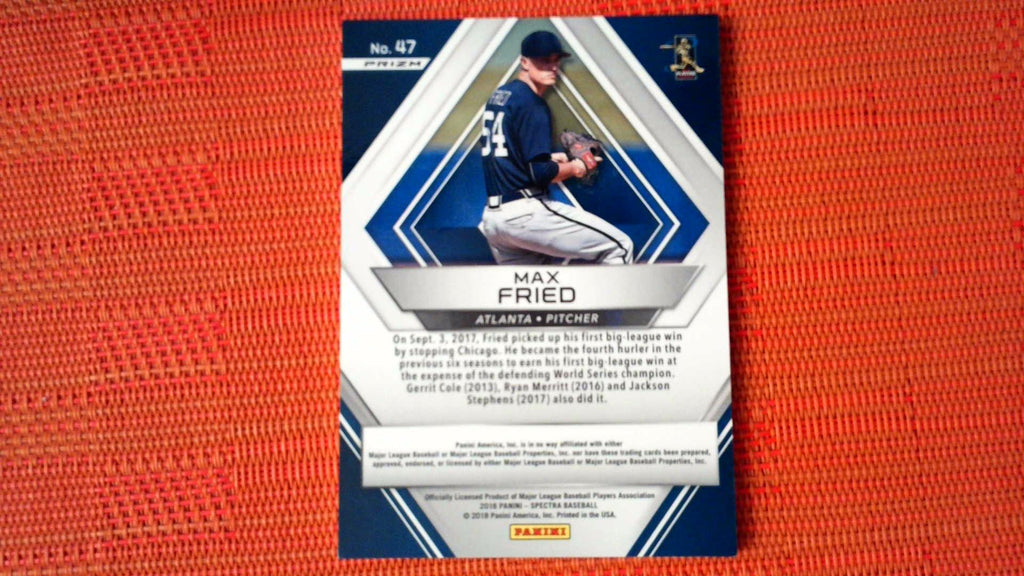 No. 47
PRIZM
54
MAX
FRIED
ATLANTA • PITCHER
On Sept. 3, 2017, Fried picked up his first big-league win
by stopping Chicago. He became the fourth hurler in the
previous six seasons to earn his first big-league win at
the expense of the defending World Series champion.
Gerrit Cole (2013), Ryan Merritt (2016) and Jackson
Stephens (2017) also did it.
Panini America, Inc. is in no way affiliated with either
Major League Baseball or Major League Baseball Properties, Inc. nor have these trading cards been prepared,
approved, endorsed, or licensed by either Major League Baseball or Major League Baseball Properties, Inc.
Officially Licensed Product of Major League Baseball Players Association
2018 PANINI – SPECTRA BASEBALL
© 2018 Panini America, Inc. Printed in the USA.
PANINI